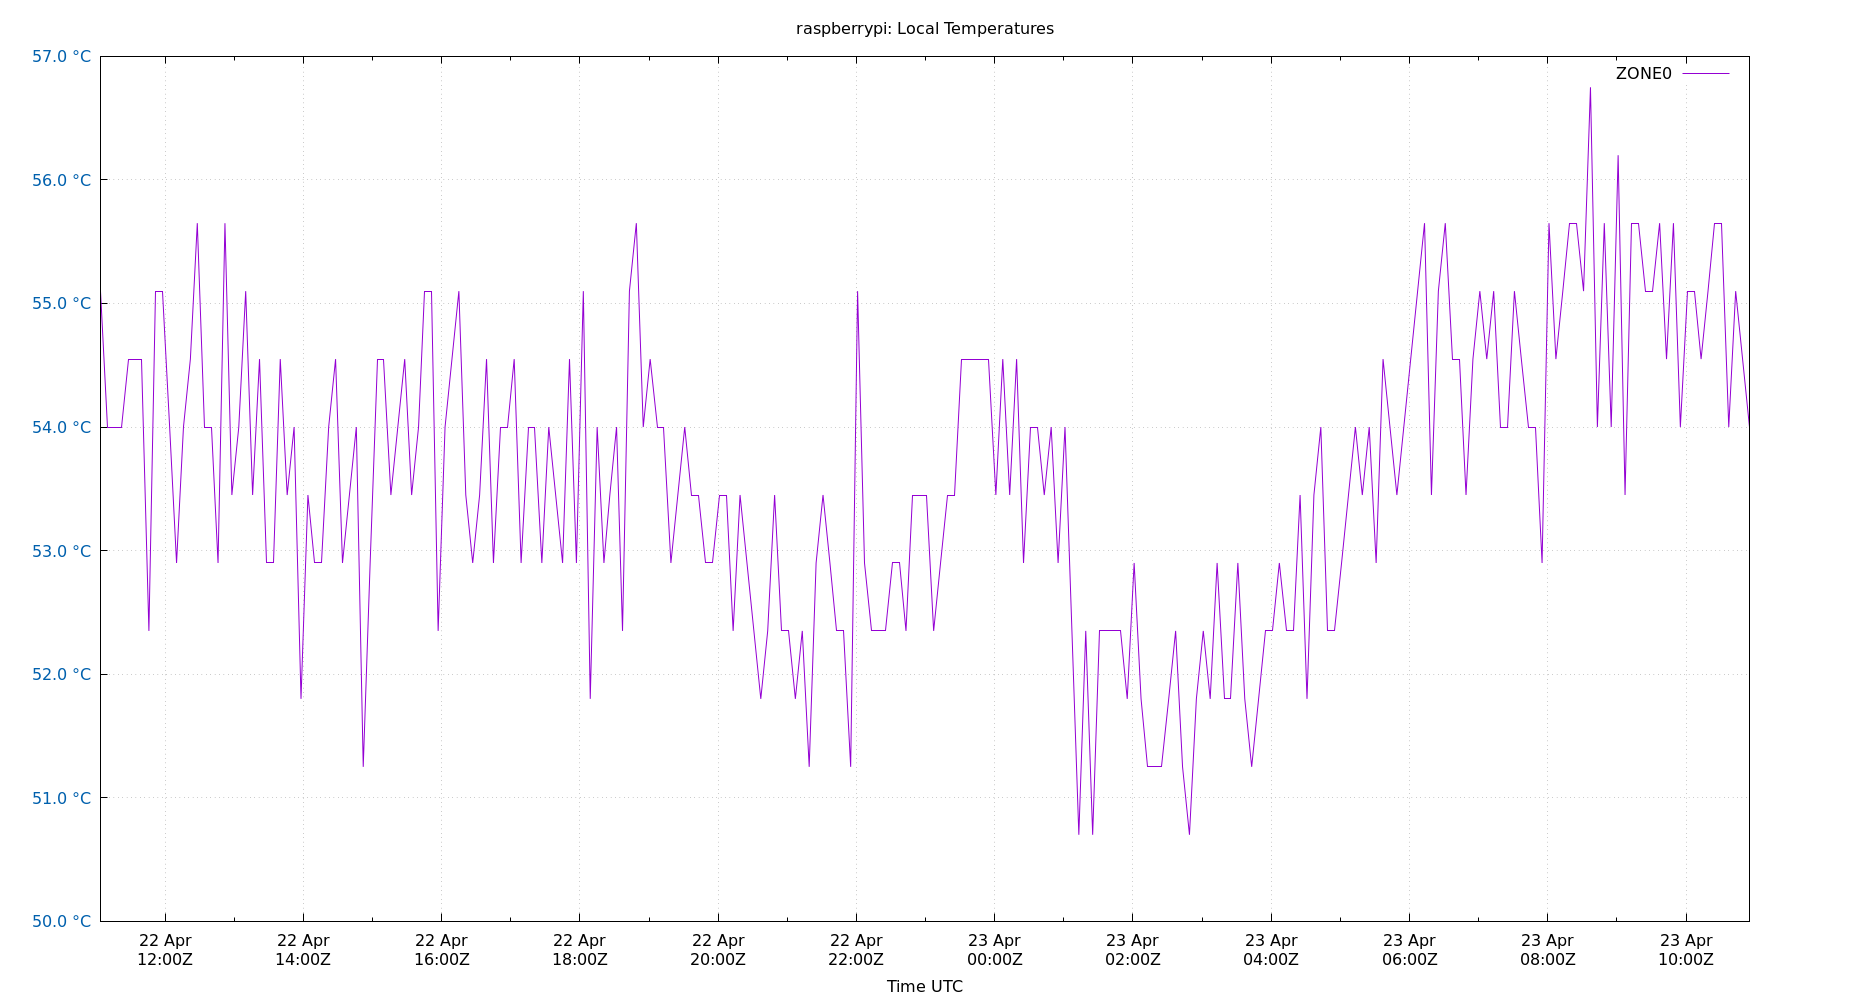 raspberrypi: Local Temperatures
57.0 °C
ZONE0
56.0 °C
55.0 °C
54.0 °C
53.0 °C
52.0 °C
51.0 °C
50.0 °C
22 Apr 22 Apr 22 Apr 22 Apr 22 Apr 22 Apr 23 Apr 23 Apr 23 Apr 23 Apr 23 Apr 23 Apr
12:00Z 14:00Z 16:00Z 18:00Z 20:00Z 22:00Z 00:00Z 02:00Z 04:00Z 06:00Z 08:00Z 10:00Z
Time UTC